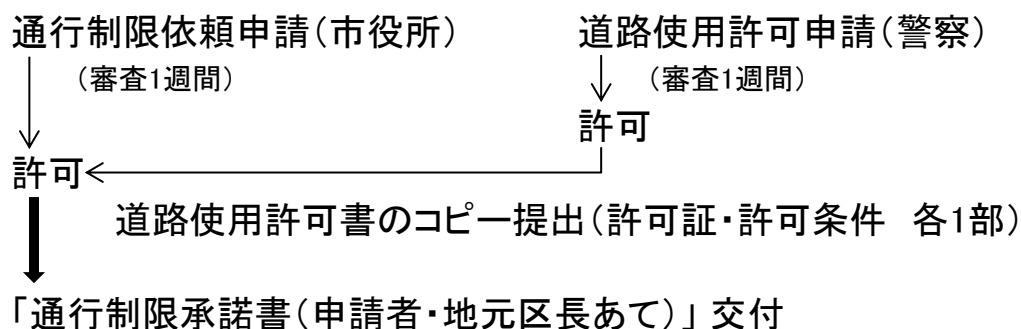 通行制限依頼申請(市役所)
道路使用許可申請(警察)
(審査1週間)
(審査1週間)
許可
許可
道路使用許可書のコピー提出(許可証・許可条件 各1部)
「通行制限承諾書(申請者・地元区長あて)」交付